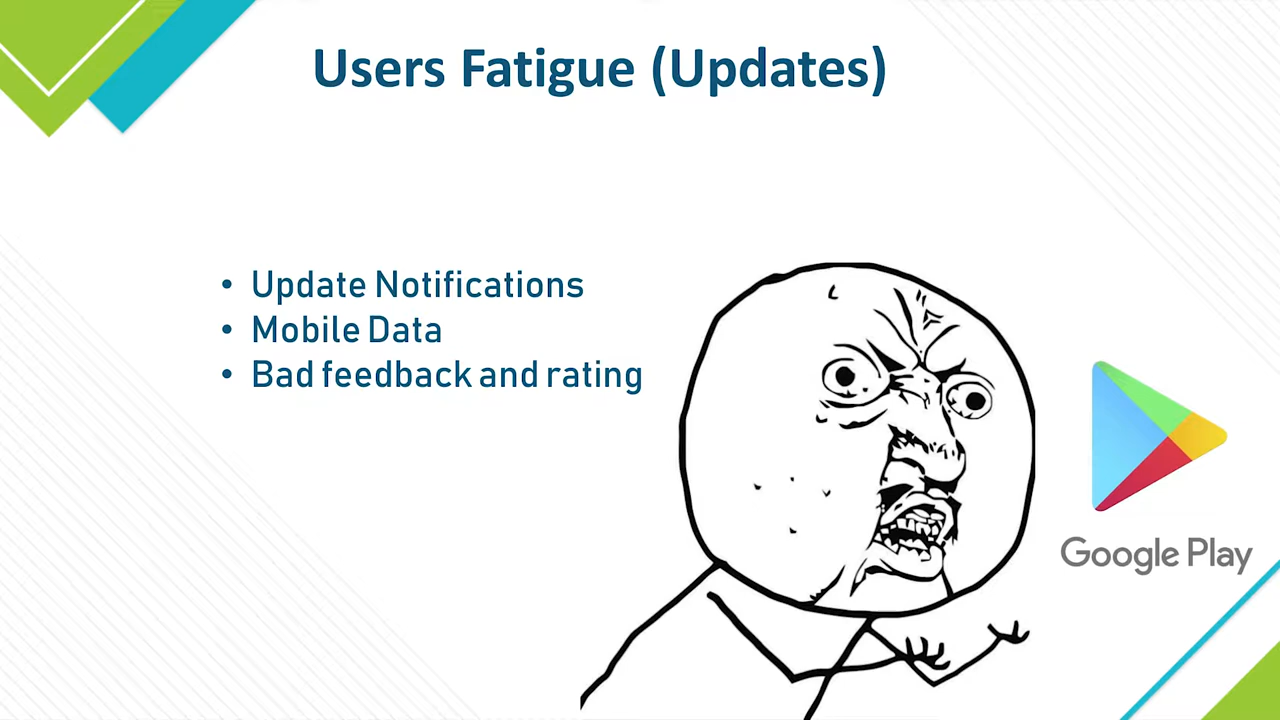 Users Fatigue (Updates)
• Update Notifications
• Mobile Data
• Bad feedback and rating
Google Play